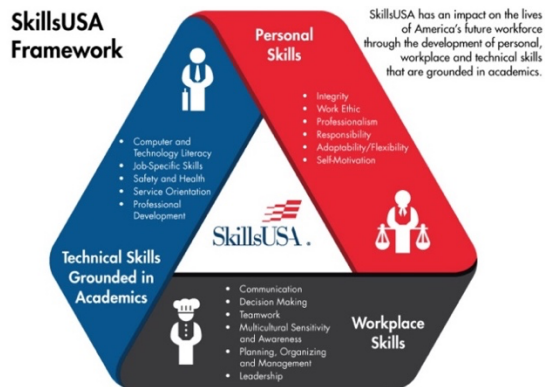 SkillsUSA
Framework
SkillsUSA has an impact on the lives
of America's future workforce
through the development of personal,
workplace and technical skills
that are grounded in academics.
Personal
Skills
• Integrity
• Work Ethic
• Professionalism
• Responsibility
• Adaptability/Flexibility
• Self-Motivation
• Computer and
Technology Literacy
• Job-Specific Skills
• Safety and Health
• Service Orientation
• Professional
Development
Technical Skills
Grounded in
Academics
SkillsUSA.
• Communication
• Decision Making
• Teamwork
• Multicultural Sensitivity
and Awareness
• Planning, Organizing
and Management
• Leadership
Workplace
Skills